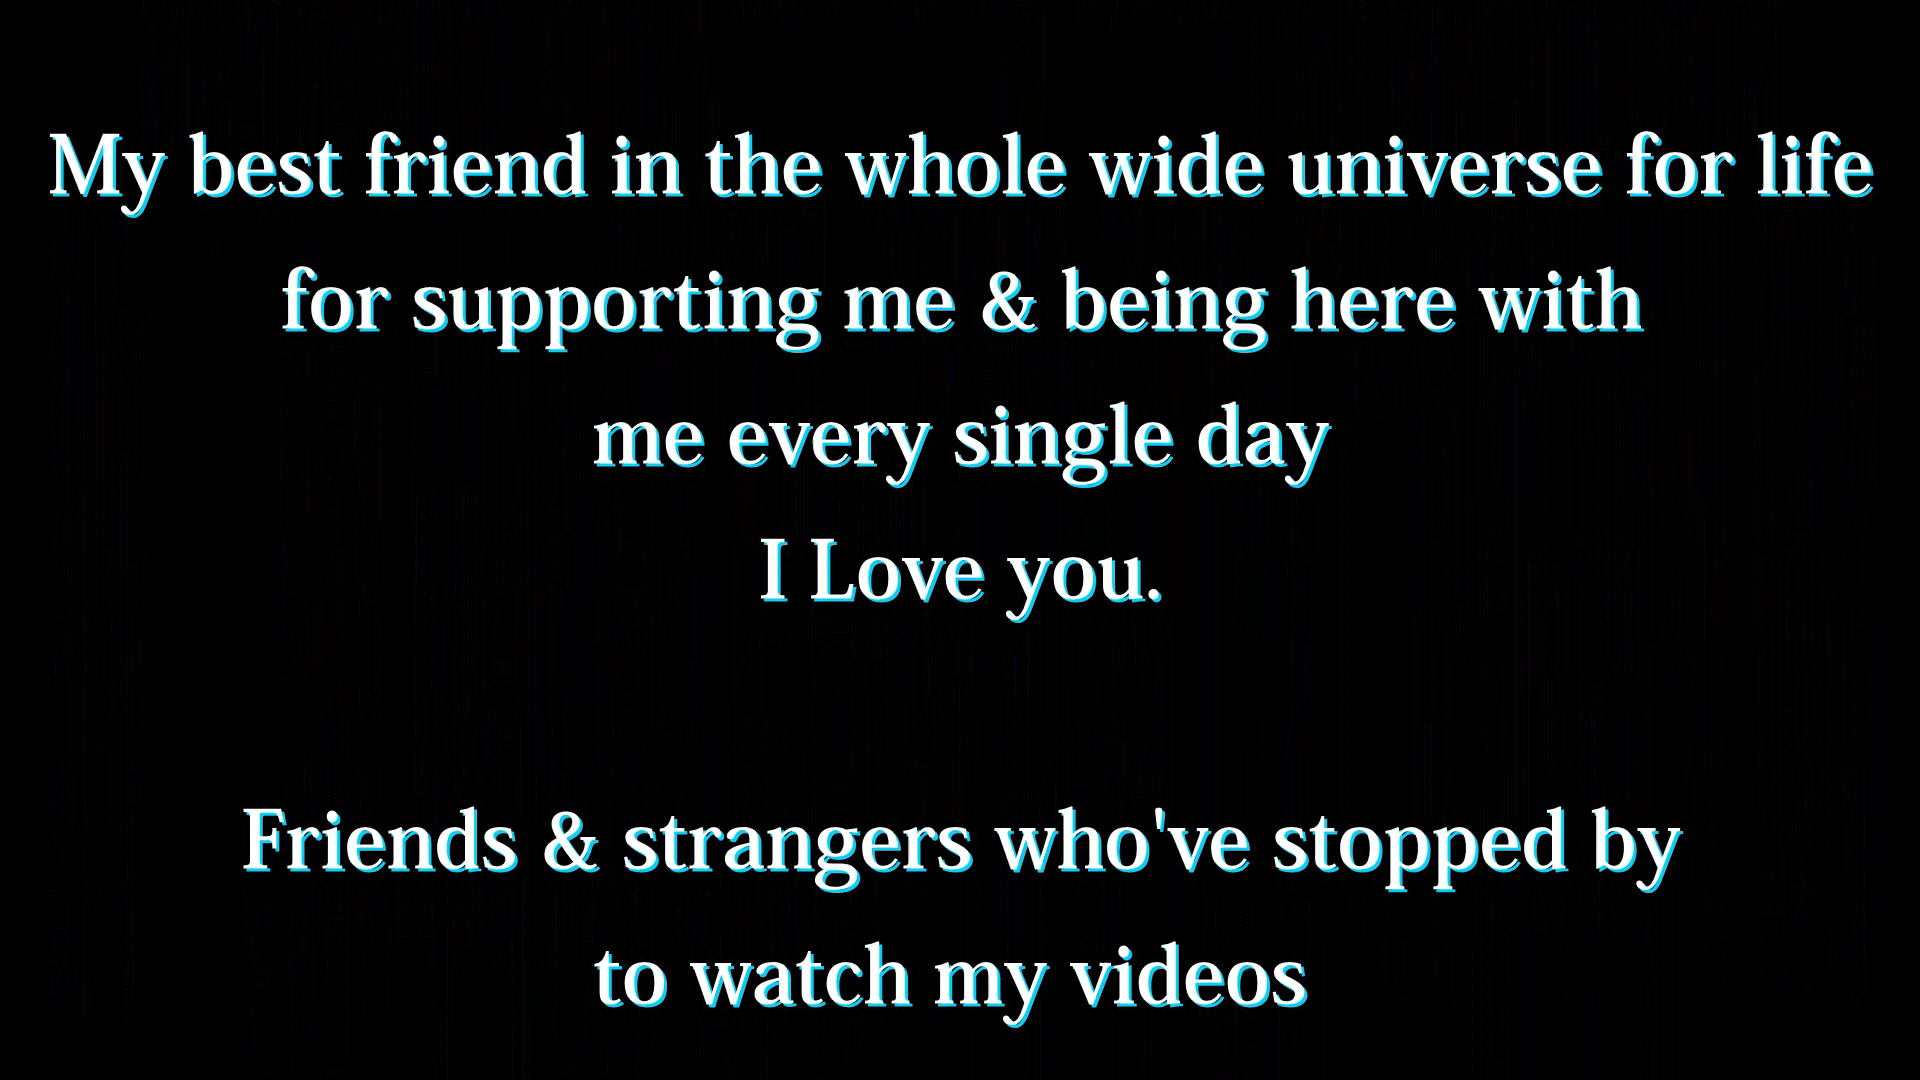 My best friend in the whole wide universe for life
for supporting me & being here with
me every single day
I Love you.
Friends & strangers who've stopped by
to watch my videos